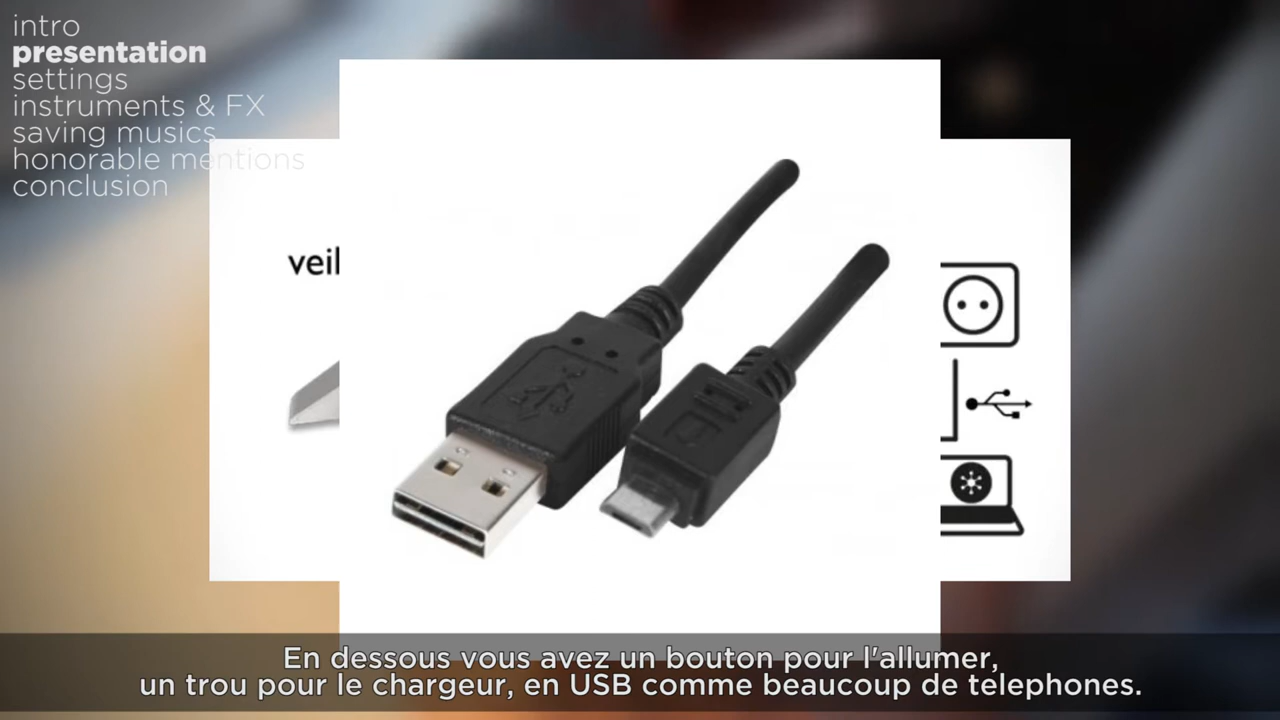 intro
presentation
settings
instruments & FX
saving musics
honorable mentions
conclusion
veil
En dessous vous avez un bouton pour l'allumer,
un trou pour le chargeur, en USB comme beaucoup de telephones.